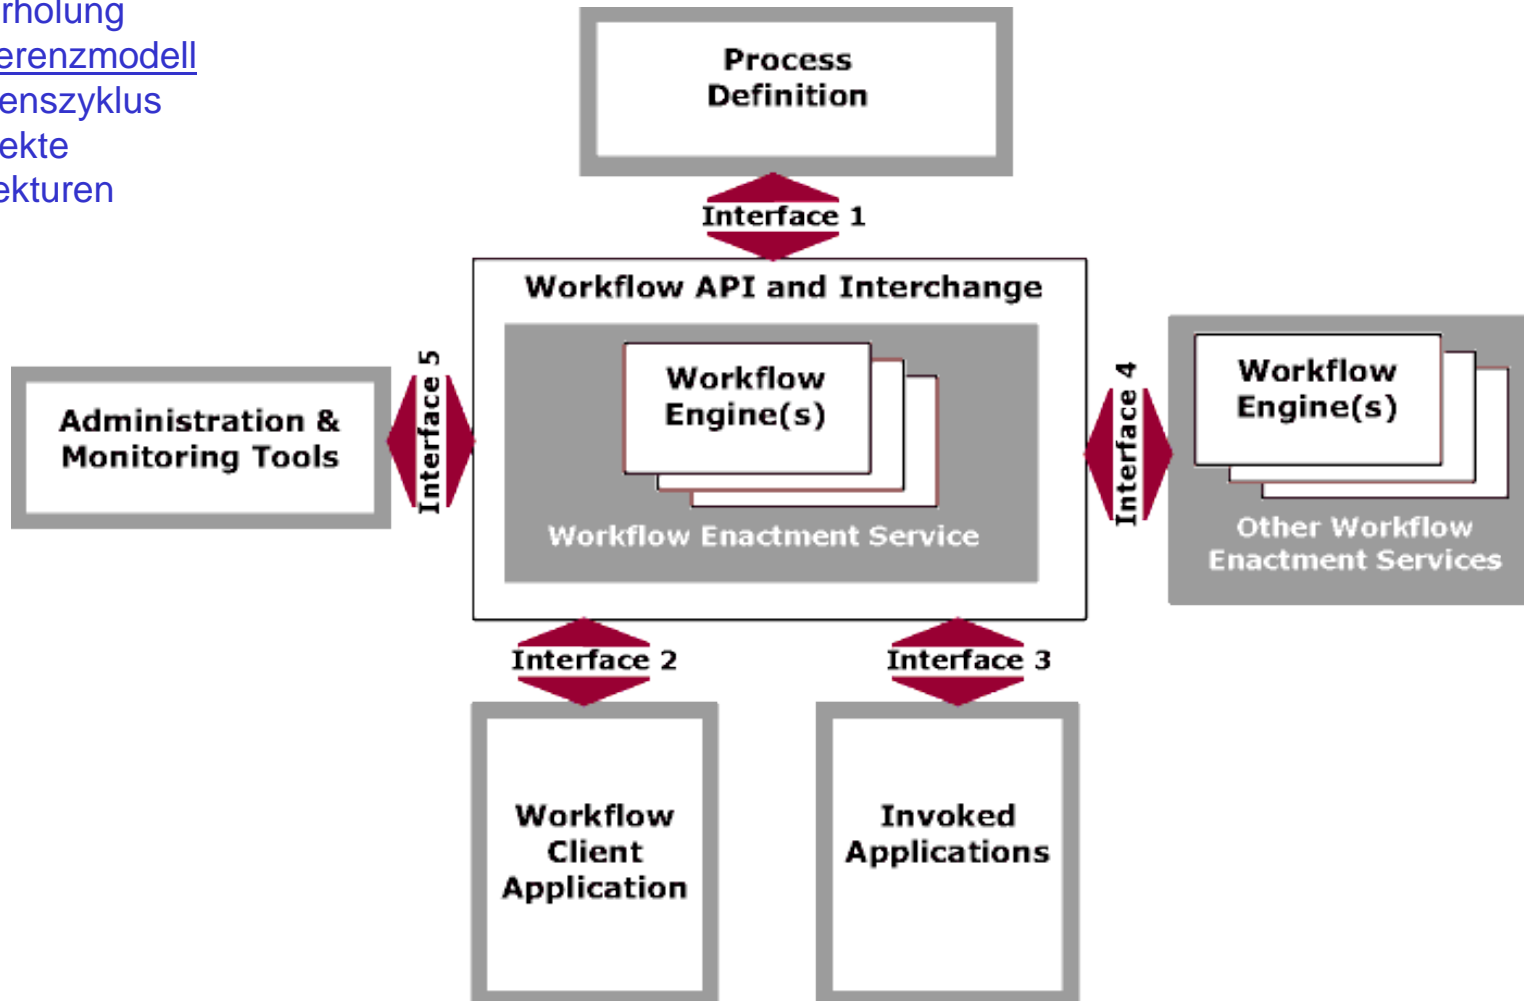 erholung
erenzmodell
enszyklus
ekte
ekturen
Process
Definition
Interface 1
Workflow API and Interchange
Workflow
Engine(s)
Workflow Enactment Service
Administration &
Monitoring Tools
Interface 5
Interface 4
Workflow
Engine(s)
Other Workflow
Enactment Services
Interface 2
Interface 3
Workflow
Client
Application
Invoked
Applications